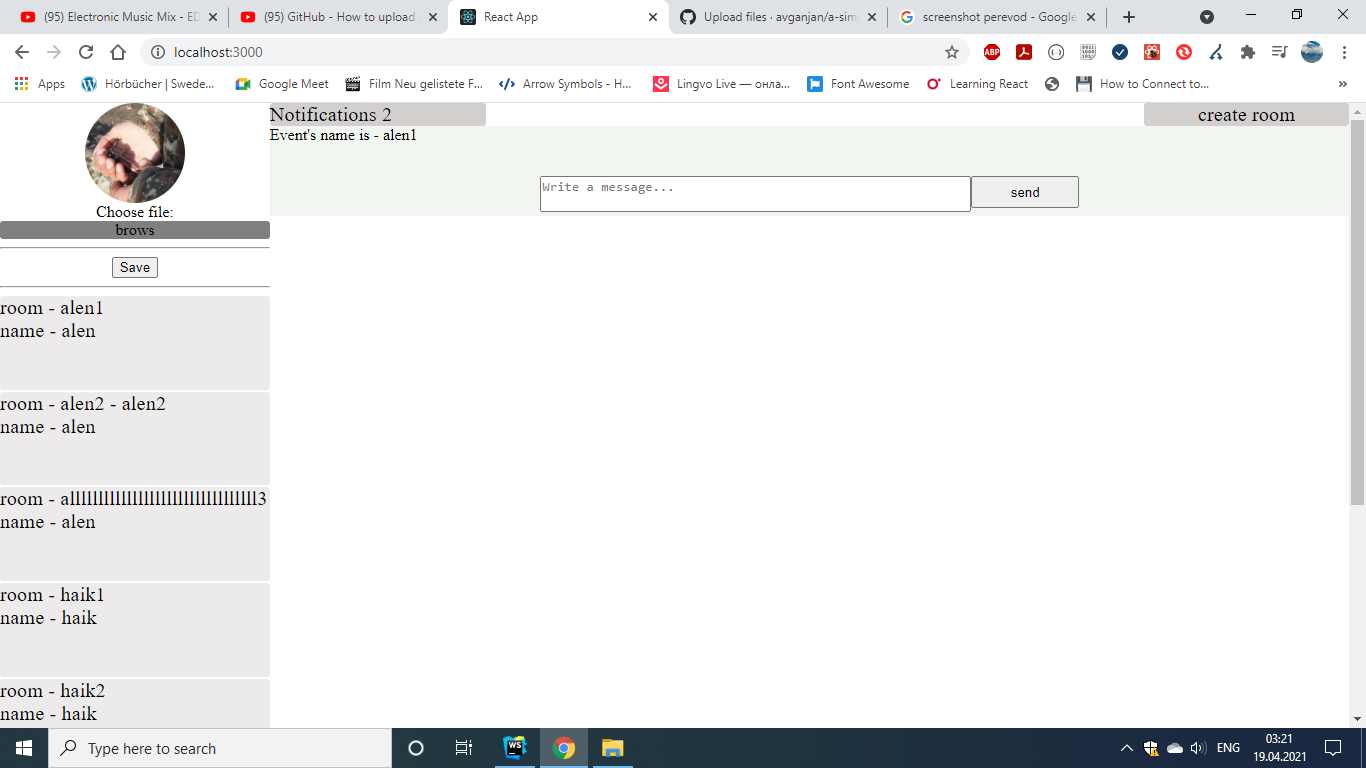 (95) Electronic Music Mix - ED
(95) GitHub - How to upload
React App
Upload files · avganjan/a-sim
screenshot perevod - Google
localhost:3000
ABP
Apps
Hörbücher | Swede...
Google Meet
Film Neu gelistete F...
Arrow Symbols - H...
Lingvo Live — онла...
Font Awesome
Learning React
How to Connect to...
»
Notifications 2
create room
Event's name is - alen1
Write a message...
send
Choose file:
brows
Save
room - alen1
name - alen
room - alen2 - alen2
name - alen
room - alllllllllllllllllllllllllllllllll3
name - alen
room - haik1
name - haik
room - haik2
name - haik
Type here to search
WS
ENG
03:21
19.04.2021